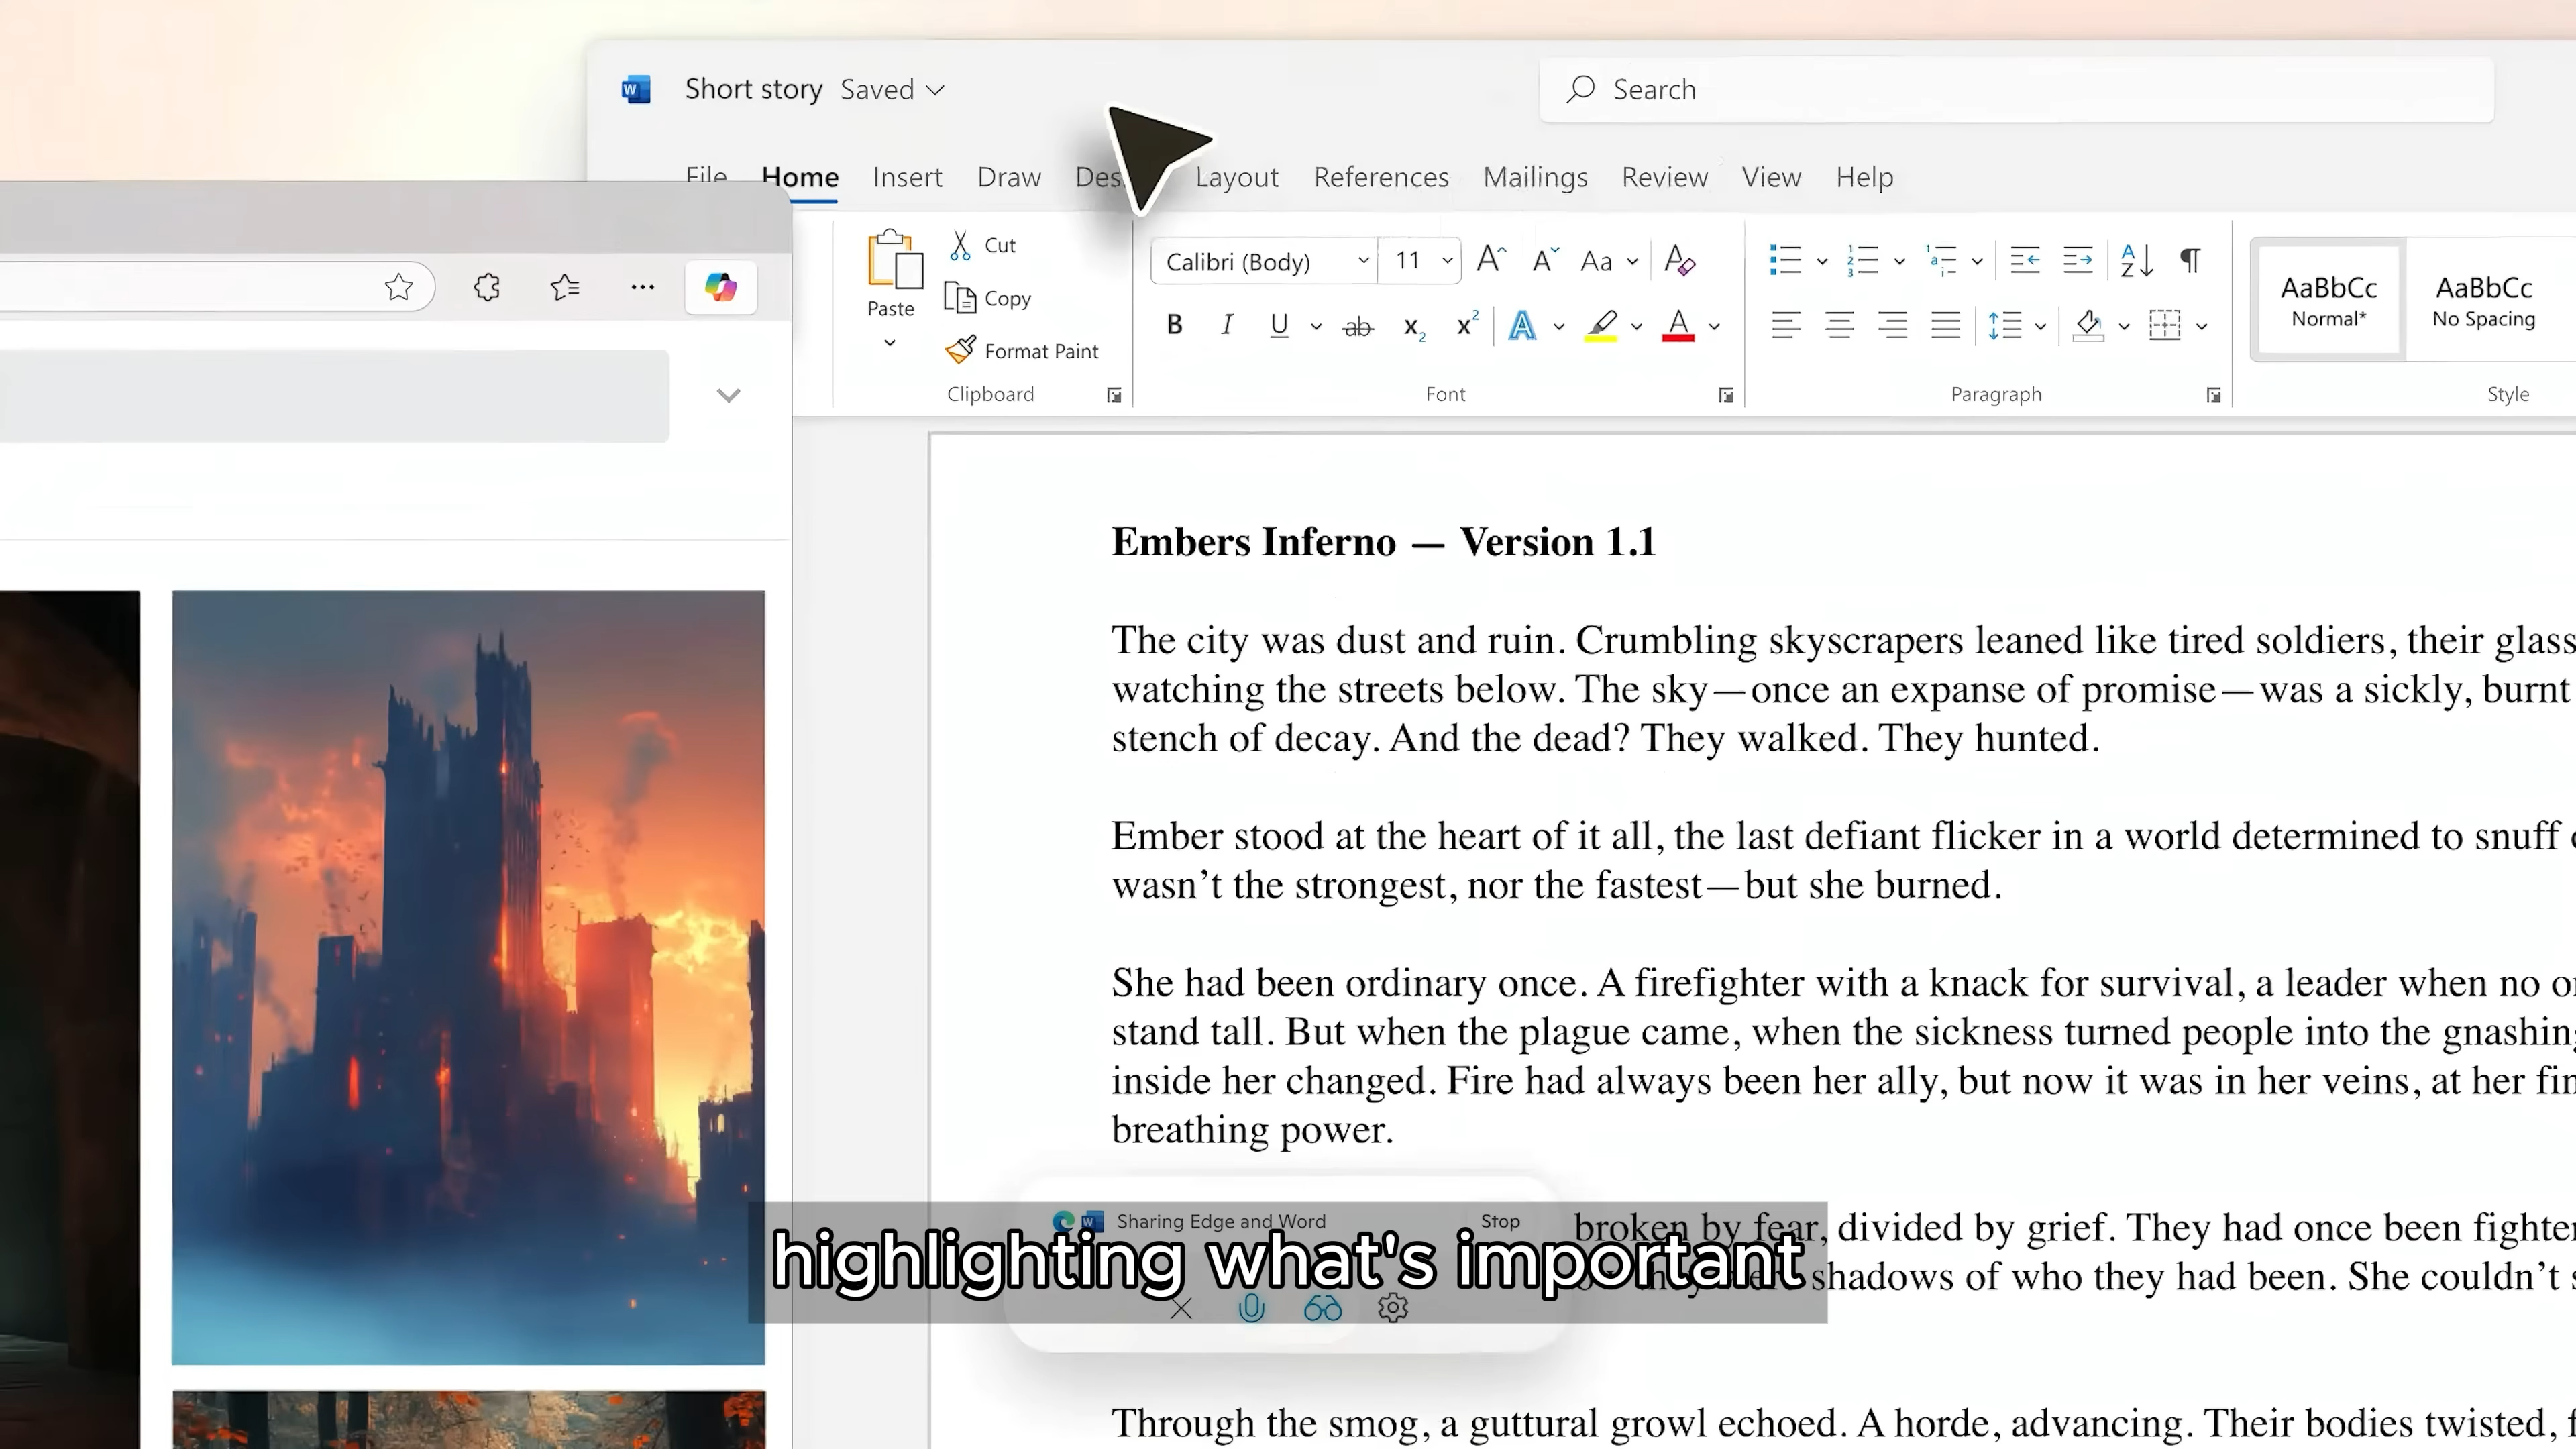 Short story Saved
Search
File Home Insert Draw Layout References Mailings Review View Help
Paste
Cut
Copy
Format Paint
Clipboard
Calibri (Body) 11
Font
Paragraph
AaBbCc
Normal*
AaBbCc
No Spacing
Style
Embers Inferno — Version 1.1
The city was dust and ruin. Crumbling skyscrapers leaned like tired soldiers, their glass
watching the streets below. The sky—once an expanse of promise—was a sickly, burnt
stench of decay. And the dead? They walked. They hunted.
Ember stood at the heart of it all, the last defiant flicker in a world determined to snuff
wasn't the strongest, nor the fastest—but she burned.
She had been ordinary once. A firefighter with a knack for survival, a leader when no
stand tall. But when the plague came, when the sickness turned people into the gnashing
inside her changed. Fire had always been her ally, but now it was in her veins, at her
breathing power.
Sharing Edge and Word Stop
broken by fear, divided by grief. They had once been
highlighting what's important
shadows of who they had been. She couldn't
Through the smog, a guttural growl echoed. A horde, advancing. Their bodies twisted,